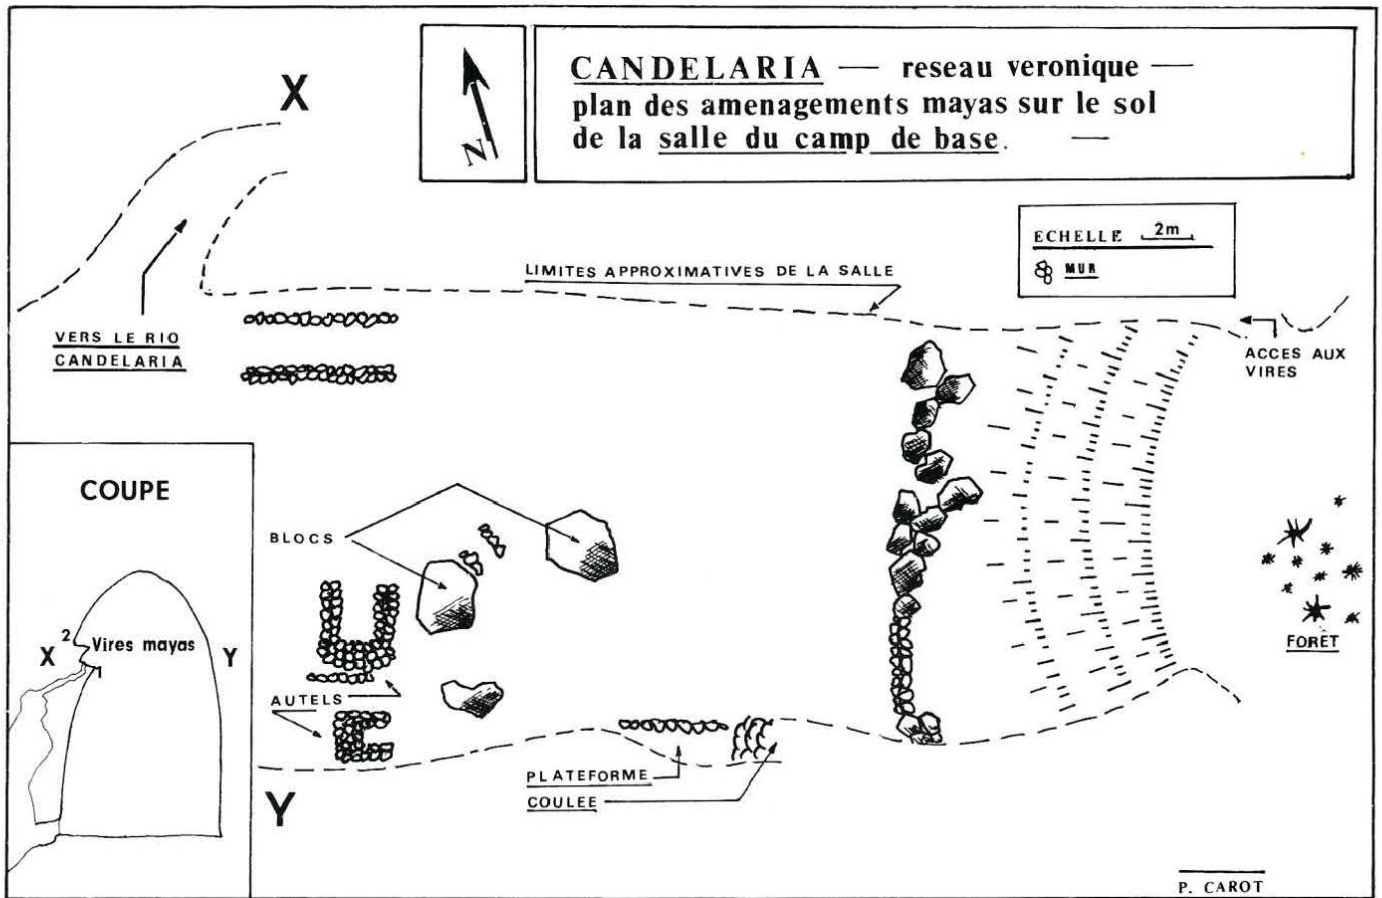 X
N
CANDELARIA — reseau veronique —
plan des amenagements mayas sur le sol
de la salle du camp de base. —
ECHELLE 2m
MUR
LIMITES APPROXIMATIVES DE LA SALLE
VERS LE RIO
CANDELARIA
ACCES AUX
VIRES
COUPE
BLOCS
2
X Vires mayas Y
1
AUTELS
FORÊT
PLATEFORME
COULEE
Y
P. CAROT